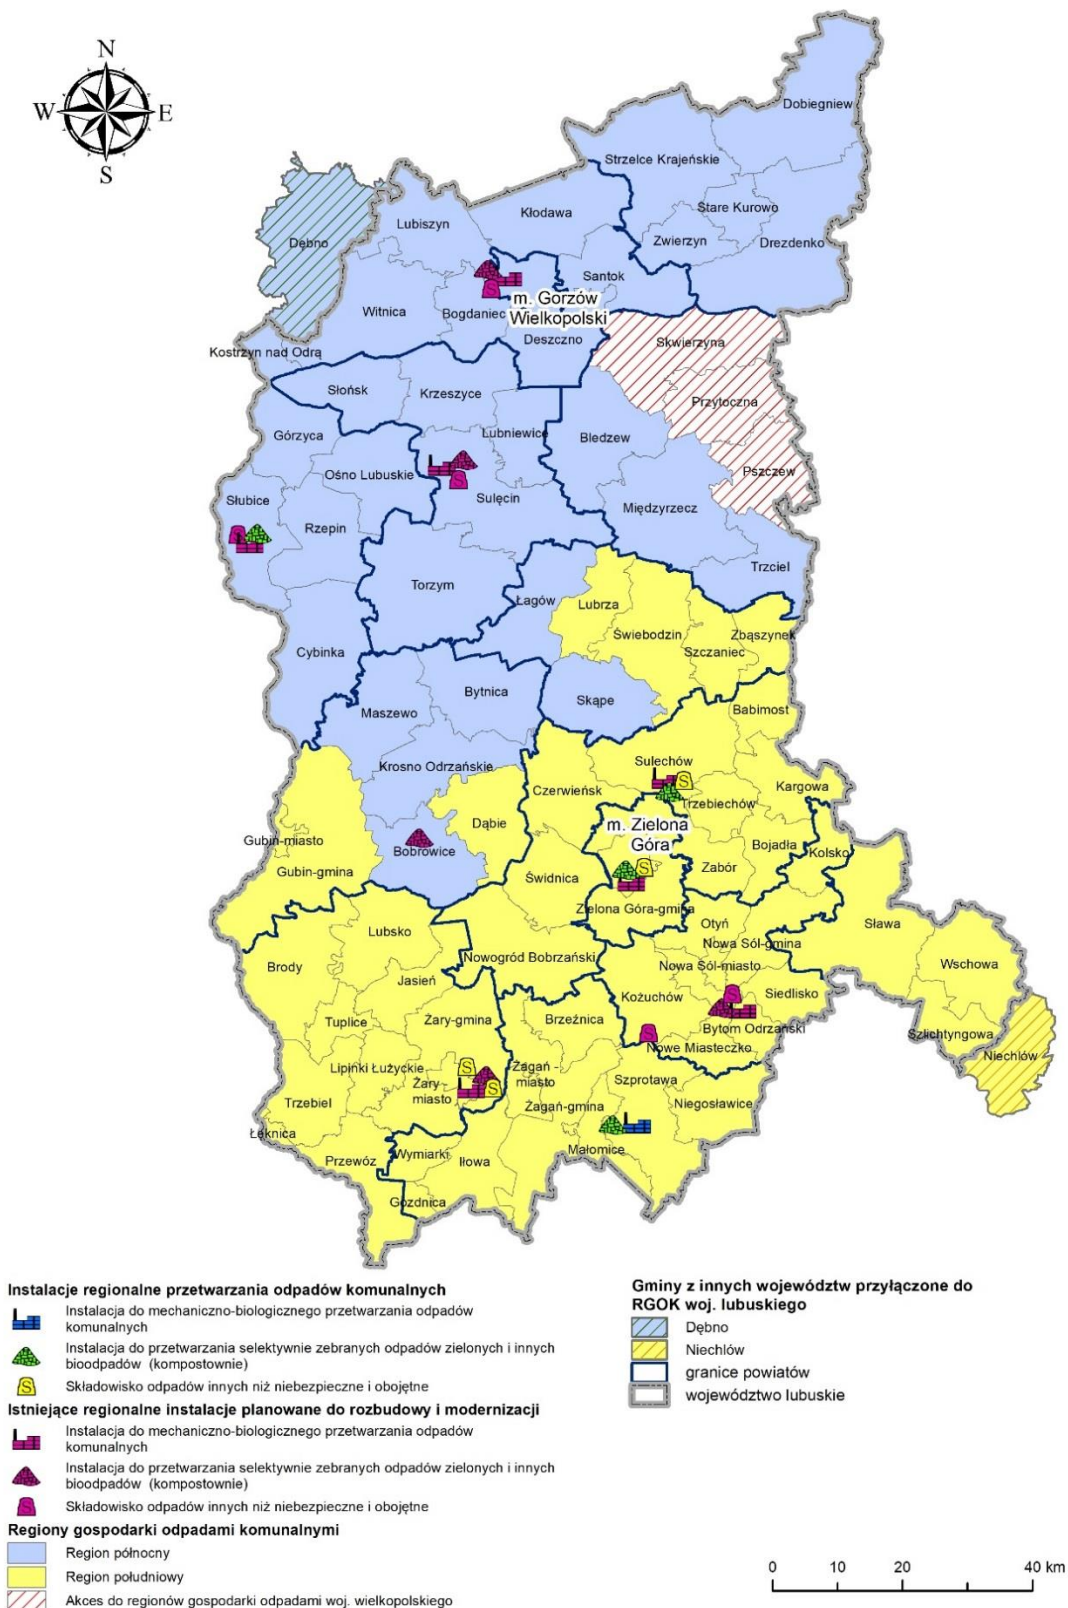 N
W E
S
Dobiegniew
Strzelce Krajeńskie
Stare Kurowo
Kłodawa
Lubiszyn
Zwierzyn
Drezdenko
Dębno
Santok
m. Gorzów
Wielkopolski
Witnica
Bogdaniec
Deszczno
Skwierzyna
Kostrzyn nad Odrą
Słońsk
Krzeszyce
Przytoczna
Górzyca
Lubniewice
Bledzew
Ośno Lubuskie
Pszczew
S
Sulęcin
Słubice
Rzepin
Międzyrzecz
S
Trzciel
Torzym
Łagów
Lubrza
Świebodzin
Zbąszynek
Szczaniec
Cybinka
Bytnica
Skąpe
Maszewo
Babimost
Krosno Odrzańskie
Sulechów
S
Czerwieńsk
Trzebiechów
Kargowa
Dąbie
m. Zielona
Góra
Gubin-miasto
Bobrowice
Bojadła
Kolsko
Gubin-gmina
Świdnica
S
Zabór
Zielona Góra-gmina
Lubsko
Otyń
Sława
Brody
Nowogród Bobrzański
Nowa Sól-gmina
Wschowa
Jasień
Nowa Sól-miasto
Kożuchów
S
Siedlisko
Tuplice
Żary-gmina
Brzeźnica
Bytom Odrzański
Szlichtyngowa
S
Nowe Miasteczko
Niechlów
Lipinki Łużyckie
S
Żagań -
miasto
Szprotawa
Żary -
miasto
S
Trzebiel
Żagań-gmina
Niegosławice
Łęknica
Małomice
Przewóz
Wymiarki
Iłowa
Gozdnica
Instalacje regionalne przetwarzania odpadów komunalnych
Instalacja do mechaniczno-biologicznego przetwarzania odpadów
komunalnych
Instalacja do przetwarzania selektywnie zebranych odpadów zielonych i innych
bioodpadów (kompostownie)
S Składowisko odpadów innych niż niebezpieczne i obojętne
Istniejące regionalne instalacje planowane do rozbudowy i modernizacji
Instalacja do mechaniczno-biologicznego przetwarzania odpadów
komunalnych
Instalacja do przetwarzania selektywnie zebranych odpadów zielonych i innych
bioodpadów (kompostownie)
S Składowisko odpadów innych niż niebezpieczne i obojętne
Regiony gospodarki odpadami komunalnymi
Region północny
Region południowy
Akces do regionów gospodarki odpadami woj. wielkopolskiego
Gminy z innych województw przyłączone do
RGOK woj. lubuskiego
Dębno
Niechlów
granice powiatów
województwo lubuskie
0 10 20 40 km